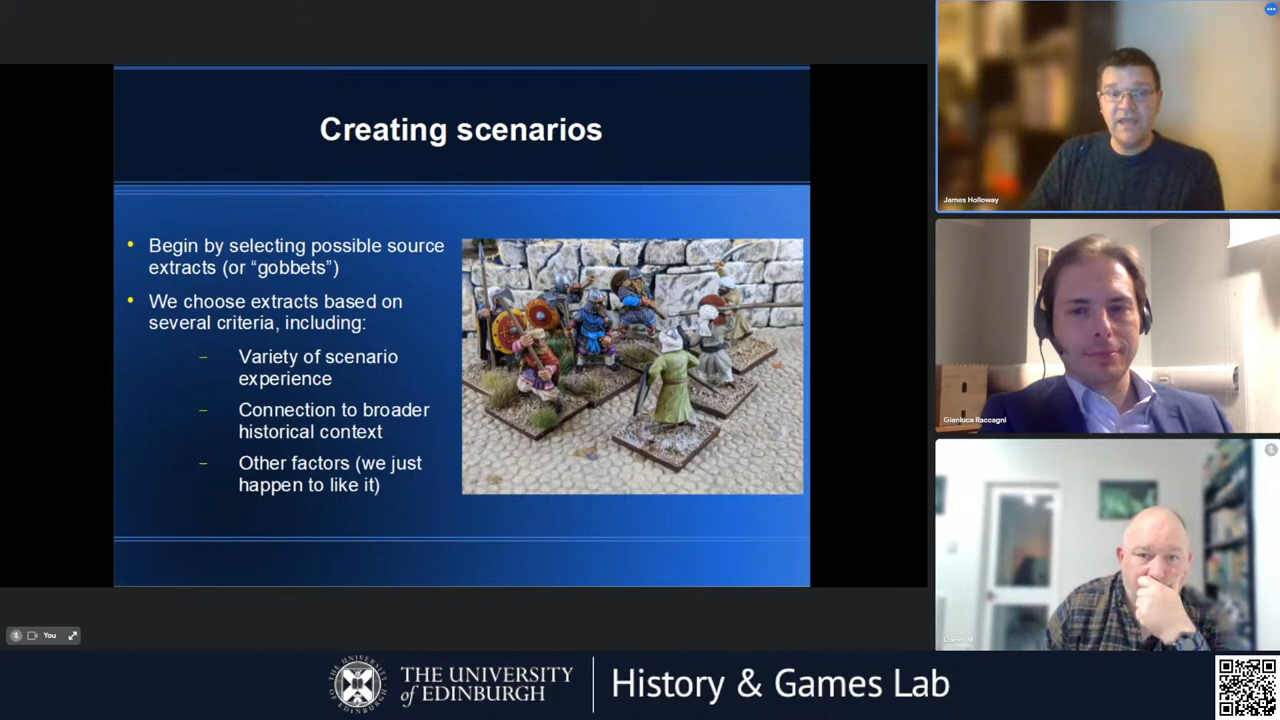 Creating scenarios
Begin by selecting possible source
extracts (or “gobbets”)
We choose extracts based on
several criteria, including:
Variety of scenario
experience
Connection to broader
historical context
Other factors (we just
happen to like it)
James Holloway
Gianluca Raccagni
You
THE UNIVERSITY
of EDINBURGH
History & Games Lab